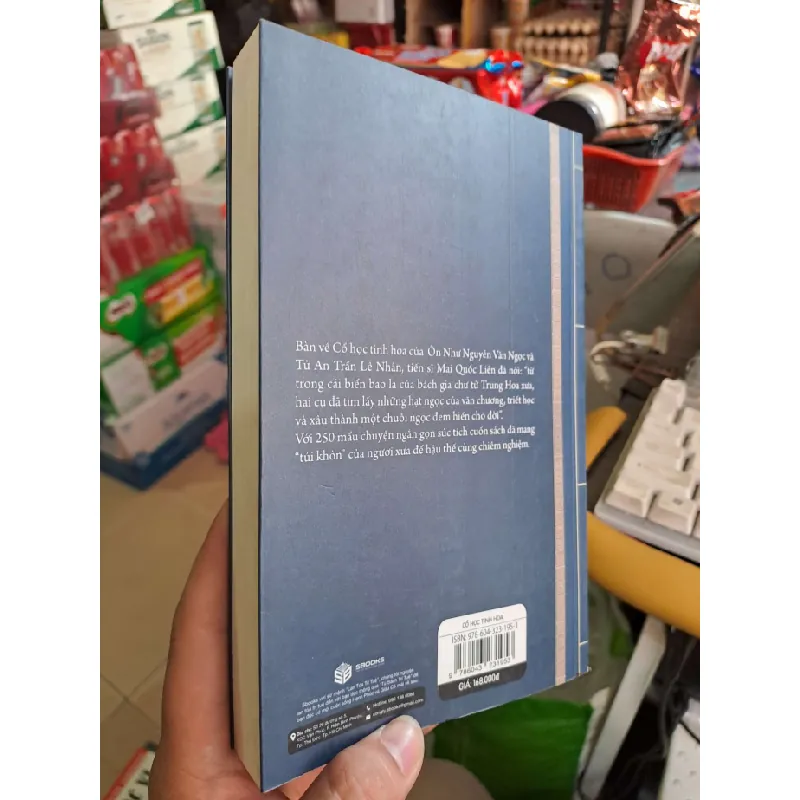 Bàn về Cổ học tinh hoa của Ôn Như Nguyễn Văn Ngọc và
Tử An Trần Lê Nhân, tiến sĩ Mai Quốc Liên đã nói: "từ
trong cái biển bao la của bách gia chư tử Trung Hoa xưa,
hai cụ đã tìm lấy những hạt ngọc của văn chương, triết học
và xâu thành một chuỗi ngọc đem hiến cho đời".
Với 250 mẩu chuyện ngắn gọn súc tích cuốn sách đã mang
"túi khôn" của người xưa để hậu thế cùng chiêm nghiệm.
CỔ HỌC TINH HOA
GIÁ: 168.000đ
SBOOKS
MILO